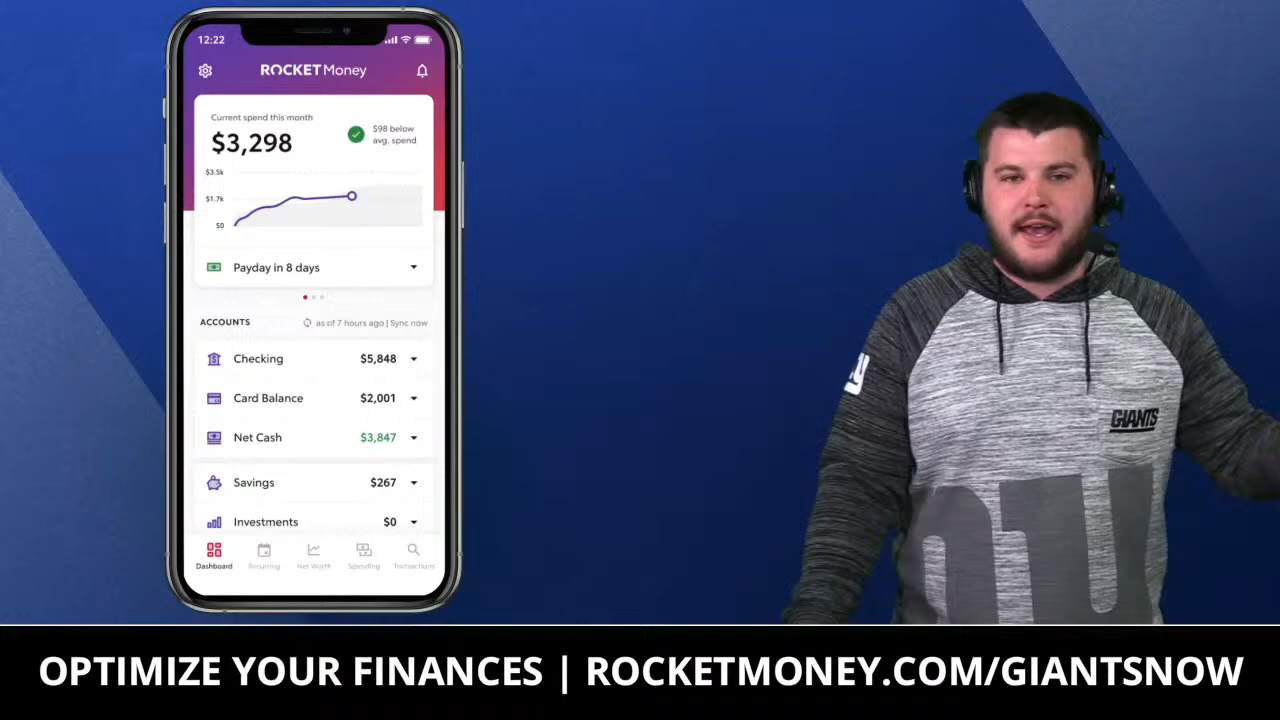 12:22
ROCKET Money
Current spend this month
$3,298
$98 below
avg. spend
$3.5k
$1.7k
$0
Payday in 8 days
ACCOUNTS
as of 7 hours ago | Sync now
Checking
$5,848
Card Balance
$2,001
Net Cash
$3,847
Savings
$267
Investments
$0
Dashboard
Recurring
Net Worth
Spending
Transactions
GIANTS
ny
OPTIMIZE YOUR FINANCES | ROCKETMONEY.COM/GIANTSNOW